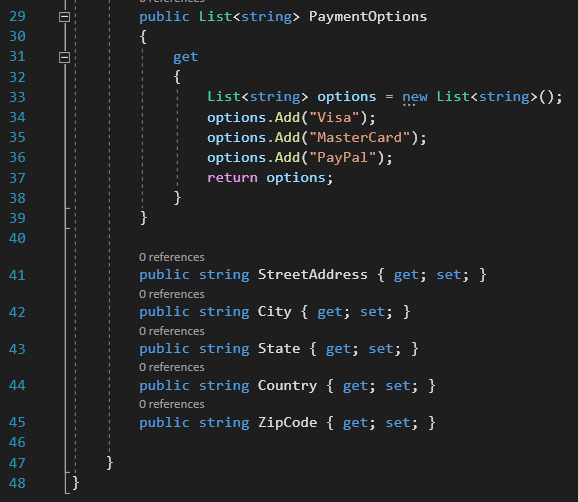 0 references
29 public List<string> PaymentOptions
30 {
31 get
32 {
33 List<string> options = new List<string>();
34 options.Add("Visa");
35 options.Add("MasterCard");
36 options.Add("PayPal");
37 return options;
38 }
39 }
40
0 references
41 public string StreetAddress { get; set; }
0 references
42 public string City { get; set; }
0 references
43 public string State { get; set; }
0 references
44 public string Country { get; set; }
0 references
45 public string ZipCode { get; set; }
46
47 }
48 }